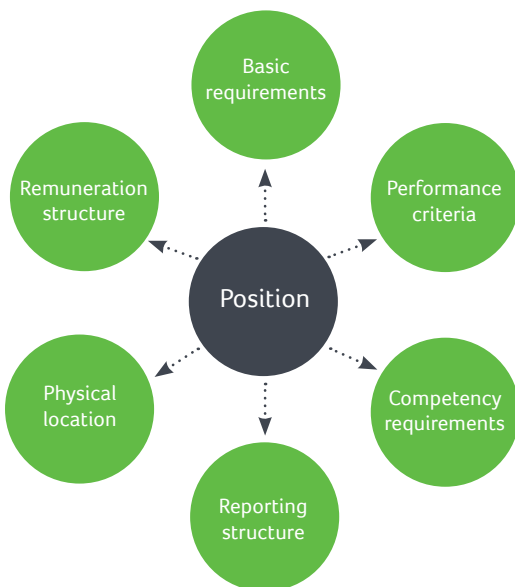 Basic
requirements
Remuneration
structure
Performance
criteria
Position
Physical
location
Competency
requirements
Reporting
structure